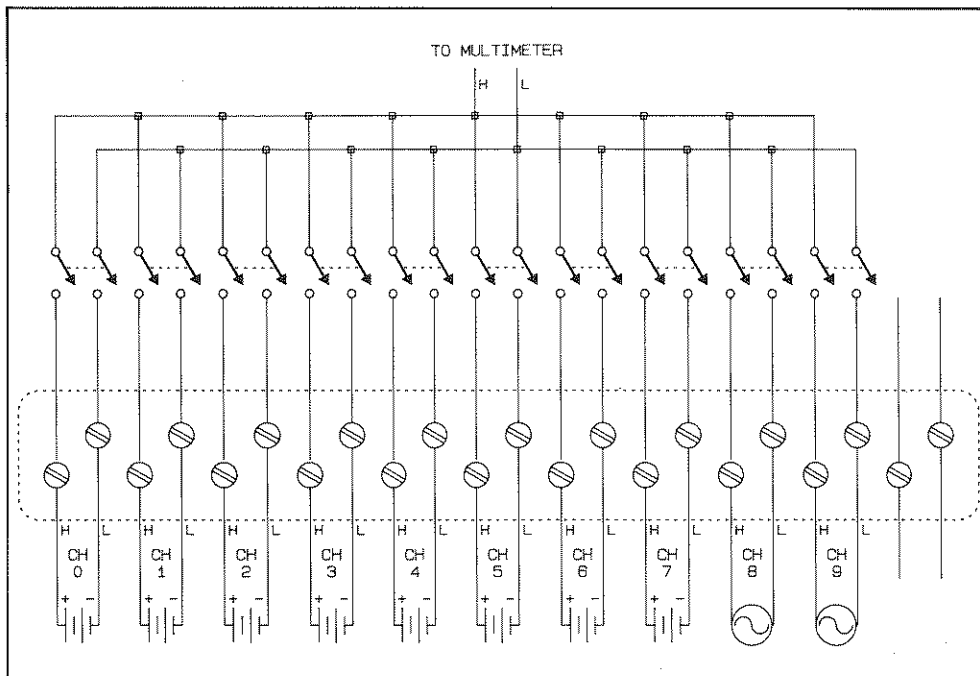 TO MULTIMETER
H L
H L H L H L H L H L H L H L H L H L H L
CH CH CH CH CH CH CH CH CH CH
0 1 2 3 4 5 6 7 8 9
+ − + − + − + − + − + − + − + −